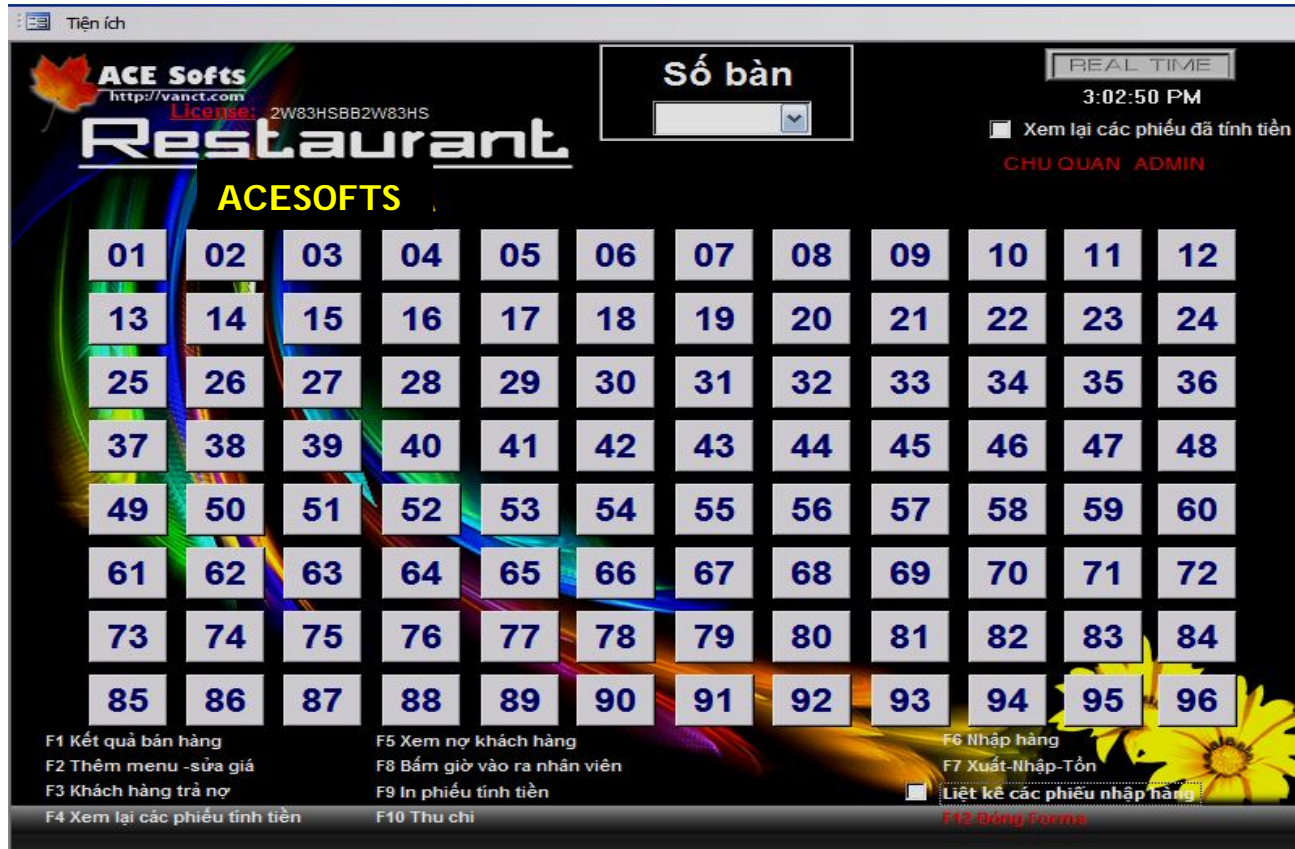 Tiện ích
ACE Softs
http://vanct.com
License: 2W83HSBB2W83HS
Restaurant
ACESOFTS
Số bàn
REAL TIME
3:02:50 PM
Xem lại các phiếu đã tính tiền
CHU QUAN ADMIN
01 02 03 04 05 06 07 08 09 10 11 12
13 14 15 16 17 18 19 20 21 22 23 24
25 26 27 28 29 30 31 32 33 34 35 36
37 38 39 40 41 42 43 44 45 46 47 48
49 50 51 52 53 54 55 56 57 58 59 60
61 62 63 64 65 66 67 68 69 70 71 72
73 74 75 76 77 78 79 80 81 82 83 84
85 86 87 88 89 90 91 92 93 94 95 96
F1 Kết quả bán hàng
F2 Thêm menu -sửa giá
F3 Khách hàng trả nợ
F4 Xem lại các phiếu tính tiền
F5 Xem nợ khách hàng
F8 Bấm giờ vào ra nhân viên
F9 In phiếu tính tiền
F10 Thu chi
F6 Nhập hàng
F7 Xuất-Nhập-Tồn
Liệt kê các phiếu nhập hàng
F12 Đóng Forms